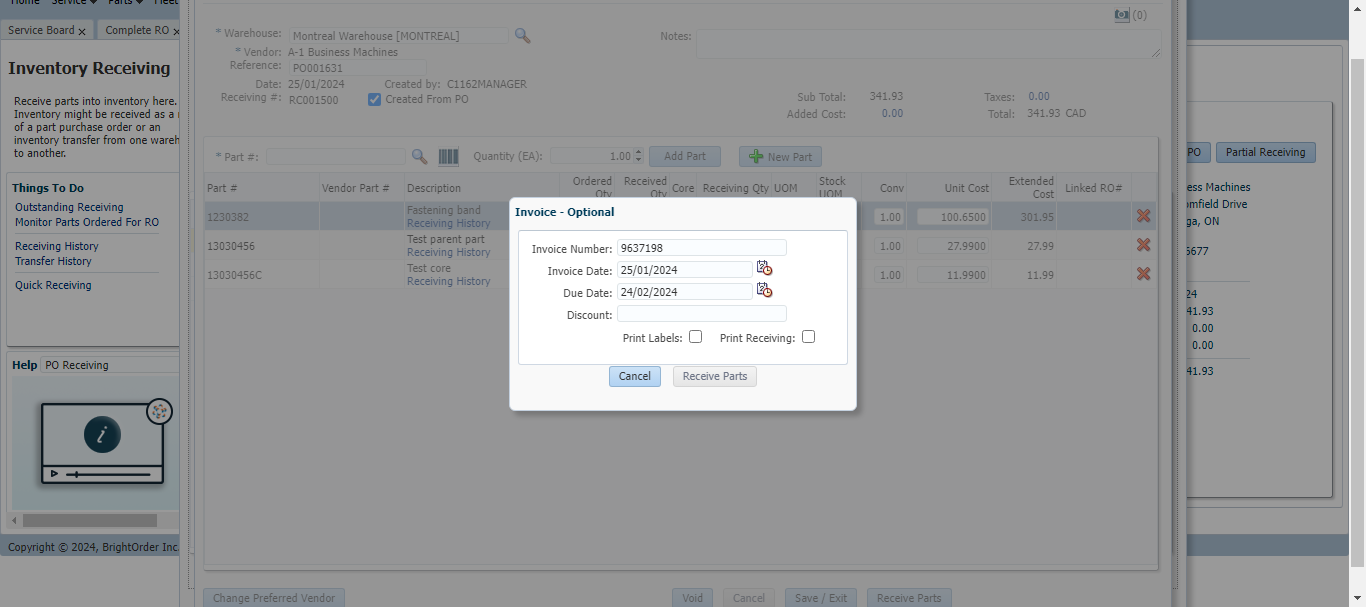 Home Service Parts Fleet
Service Board x Complete RO x
Inventory Receiving
Receive parts into inventory here.
Inventory might be received as a
of a part purchase order or an
inventory transfer from one
to another.
Things To Do
Outstanding Receiving
Monitor Parts Ordered For RO
Receiving History
Transfer History
Quick Receiving
Help PO Receiving
Copyright © 2024, BrightOrder Inc.
(0)
* Warehouse: Montreal Warehouse [MONTREAL] Notes:
* Vendor: A-1 Business Machines
Reference: PO001631
Date: 25/01/2024 Created by: C1162MANAGER
Receiving #: RC001500 Created From PO
Sub Total: 341.93 Taxes: 0.00
Added Cost: 0.00 Total: 341.93 CAD
* Part #: Quantity (EA): 1.00 Add Part New Part
Part # Vendor Part # Description Ordered Qty Received Qty Core Receiving Qty UOM Stock UOM Conv Unit Cost Extended Cost Linked RO#
1230382 Fastening band 1.00 100.6500 301.95
Receiving History
13030456 Test parent part 1.00 27.9900 27.99
Receiving History
13030456C Test core 1.00 11.9900 11.99
Receiving History
Invoice - Optional
Invoice Number: 9637198
Invoice Date: 25/01/2024
Due Date: 24/02/2024
Discount:
Print Labels: Print Receiving:
Cancel Receive Parts
Change Preferred Vendor Void Cancel Save / Exit Receive Parts
PO Partial Receiving
ess Machines
mfield Drive
ga, ON
6677
24
41.93
0.00
0.00
41.93